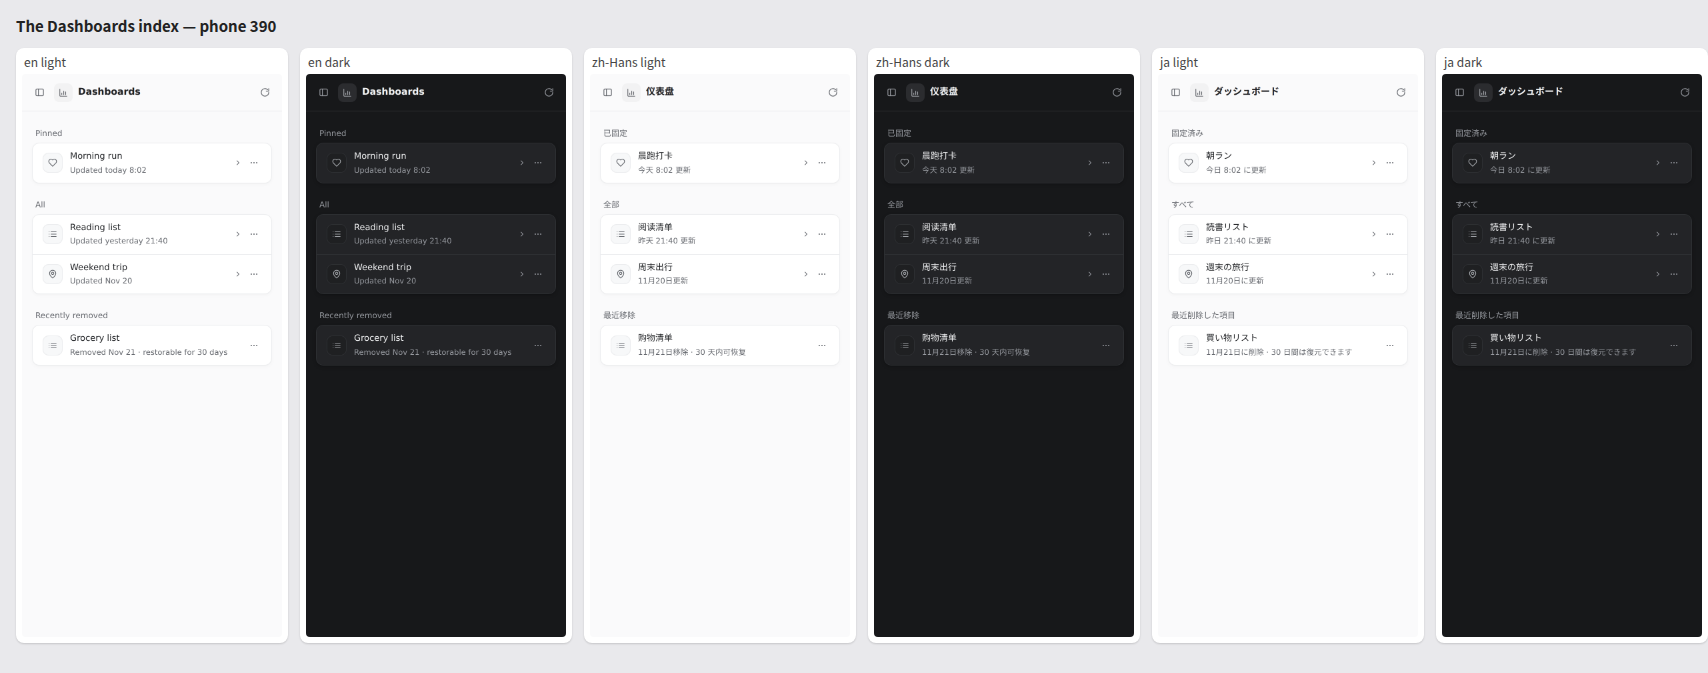 The Dashboards index — phone 390
en light
Dashboards
Pinned
Morning run
Updated today 8:02
All
Reading list
Updated yesterday 21:40
Weekend trip
Updated Nov 20
Recently removed
Grocery list
Removed Nov 21 · restorable for 30 days
en dark
Dashboards
Pinned
Morning run
Updated today 8:02
All
Reading list
Updated yesterday 21:40
Weekend trip
Updated Nov 20
Recently removed
Grocery list
Removed Nov 21 · restorable for 30 days
zh-Hans light
仪表盘
已固定
晨跑打卡
今天 8:02 更新
全部
阅读清单
昨天 21:40 更新
周末出行
11月20日更新
最近移除
购物清单
11月21日移除 · 30 天内可恢复
zh-Hans dark
仪表盘
已固定
晨跑打卡
今天 8:02 更新
全部
阅读清单
昨天 21:40 更新
周末出行
11月20日更新
最近移除
购物清单
11月21日移除 · 30 天内可恢复
ja light
ダッシュボード
固定済み
朝ラン
今日 8:02 に更新
すべて
読書リスト
昨日 21:40 に更新
週末の旅行
11月20日に更新
最近削除した項目
買い物リスト
11月21日に削除 · 30 日間は復元できます
ja dark
ダッシュボード
固定済み
朝ラン
今日 8:02 に更新
すべて
読書リスト
昨日 21:40 に更新
週末の旅行
11月20日に更新
最近削除した項目
買い物リスト
11月21日に削除 · 30 日間は復元できます